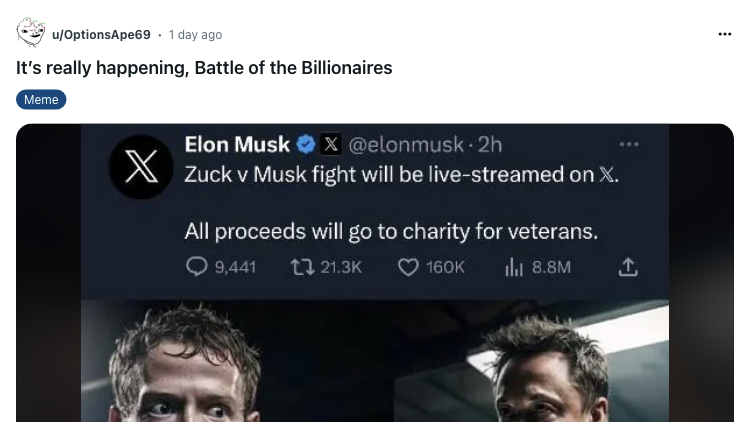 u/OptionsApe69 · 1 day ago
It's really happening, Battle of the Billionaires
Meme
Elon Musk X @elonmusk · 2h
Zuck v Musk fight will be live-streamed on 𝕏.
All proceeds will go to charity for veterans.
9,441 21.3K 160K 8.8M